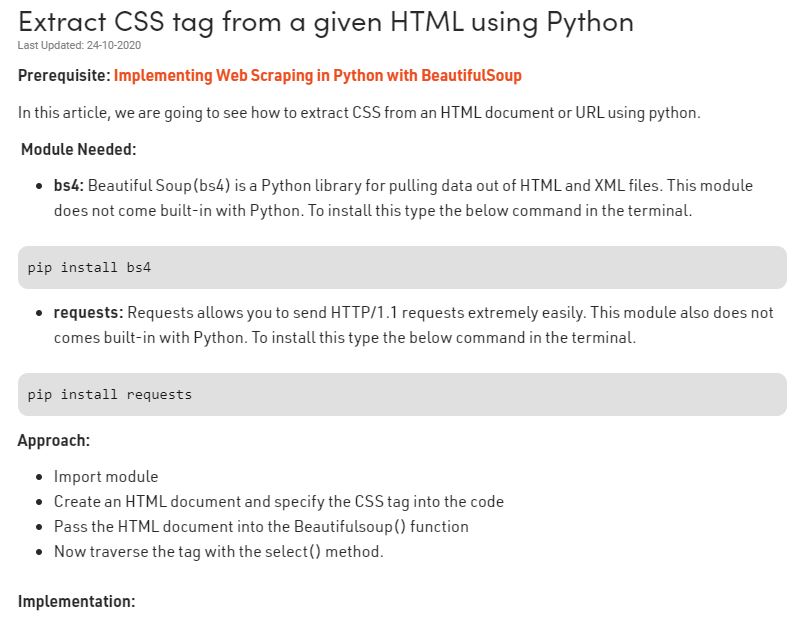 Extract CSS tag from a given HTML using Python
Last Updated: 24-10-2020
Prerequisite: Implementing Web Scraping in Python with BeautifulSoup
In this article, we are going to see how to extract CSS from an HTML document or URL using python.
Module Needed:
• bs4: Beautiful Soup(bs4) is a Python library for pulling data out of HTML and XML files. This module
does not come built-in with Python. To install this type the below command in the terminal.
pip install bs4
• requests: Requests allows you to send HTTP/1.1 requests extremely easily. This module also does not
comes built-in with Python. To install this type the below command in the terminal.
pip install requests
Approach:
• Import module
• Create an HTML document and specify the CSS tag into the code
• Pass the HTML document into the Beautifulsoup() function
• Now traverse the tag with the select() method.
Implementation: